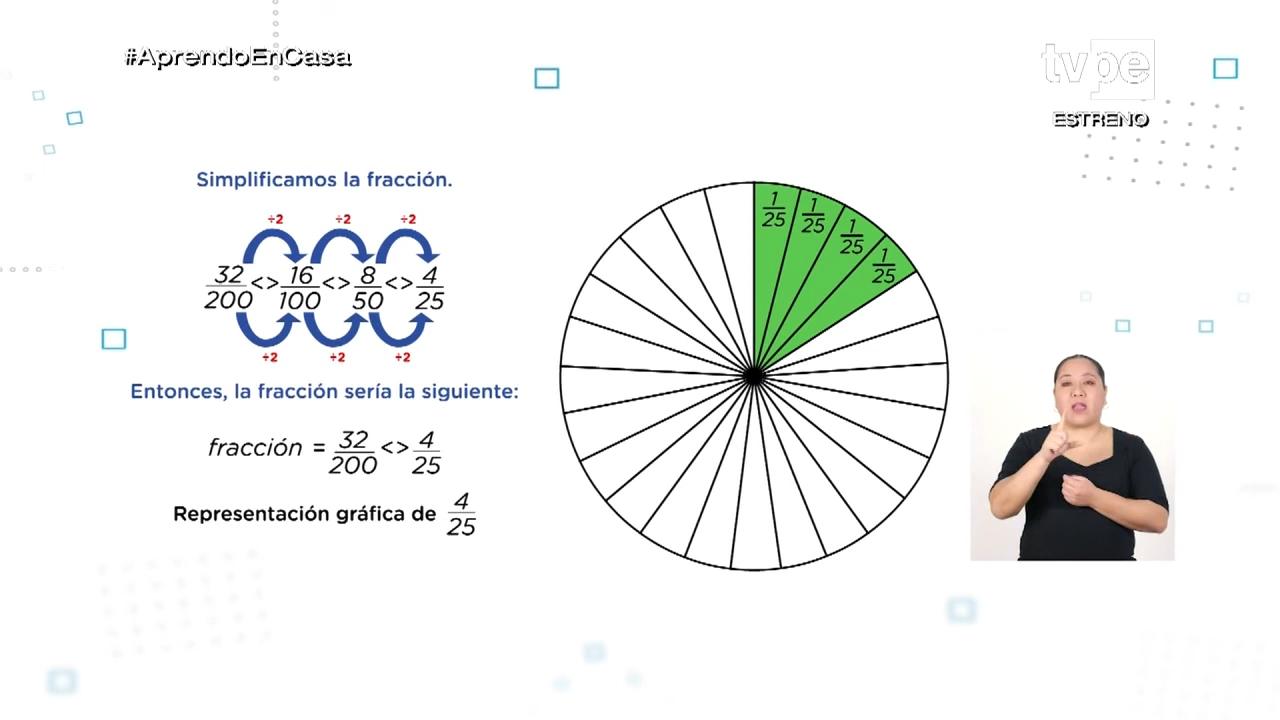 #AprendoEnCasa
tvpe
ESTRENO
Simplificamos la fracción.
÷2 ÷2 ÷2
32/200 <> 16/100 <> 8/50 <> 4/25
÷2 ÷2 ÷2
Entonces, la fracción sería la siguiente:
fracción = 32/200 <> 4/25
Representación gráfica de 4/25
1/25 1/25 1/25 1/25